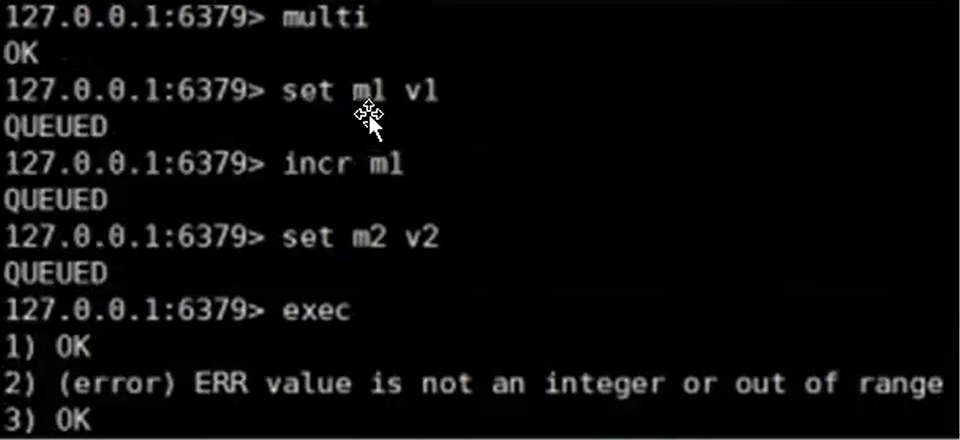 127.0.0.1:6379> multi
OK
127.0.0.1:6379> set m1 v1
QUEUED
127.0.0.1:6379> incr m1
QUEUED
127.0.0.1:6379> set m2 v2
QUEUED
127.0.0.1:6379> exec
1) OK
2) (error) ERR value is not an integer or out of range
3) OK